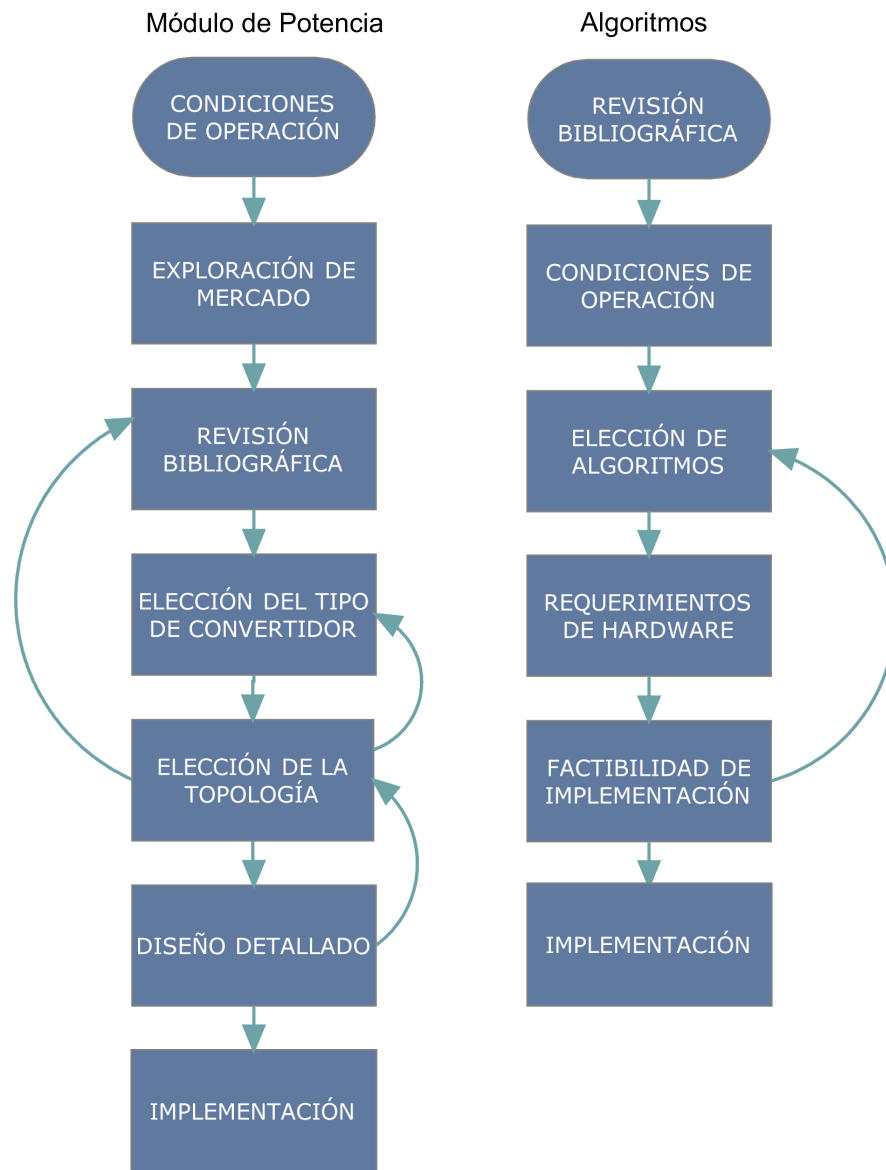 Módulo de Potencia
CONDICIONES
DE OPERACIÓN
EXPLORACIÓN DE
MERCADO
REVISIÓN
BIBLIOGRÁFICA
ELECCIÓN DEL TIPO
DE CONVERTIDOR
ELECCIÓN DE LA
TOPOLOGÍA
DISEÑO DETALLADO
IMPLEMENTACIÓN
Algoritmos
REVISIÓN
BIBLIOGRÁFICA
CONDICIONES DE
OPERACIÓN
ELECCIÓN DE
ALGORITMOS
REQUERIMIENTOS
DE HARDWARE
FACTIBILIDAD DE
IMPLEMENTACIÓN
IMPLEMENTACIÓN